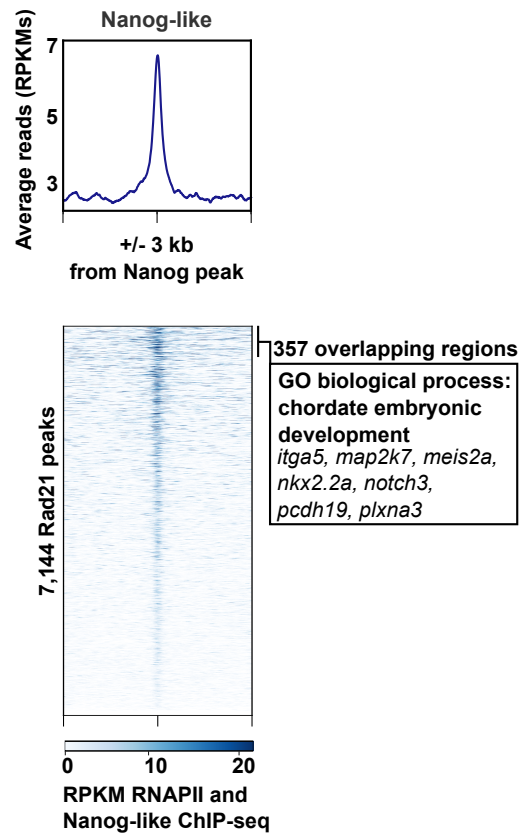 Nanog-like
Average reads (RPKMs)
7
5
3
+/- 3 kb
from Nanog peak
7,144 Rad21 peaks
357 overlapping regions
GO biological process:
chordate embryonic
development
itga5, map2k7, meis2a,
nkx2.2a, notch3,
pcdh19, plxna3
0 10 20
RPKM RNAPII and
Nanog-like ChIP-seq